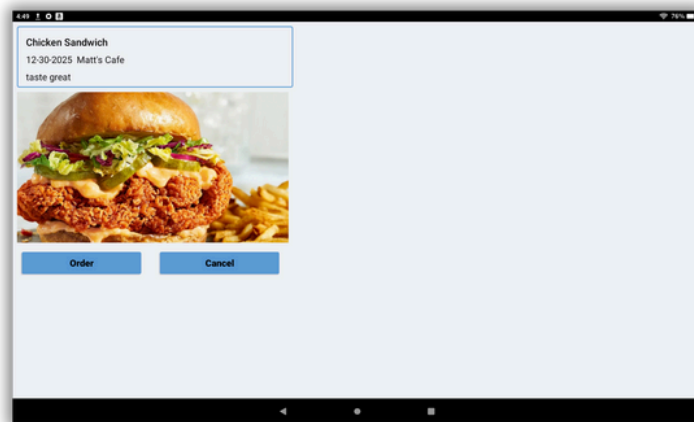 4:49
76%
Chicken Sandwich
12-30-2025 Matt's Cafe
taste great
Order
Cancel